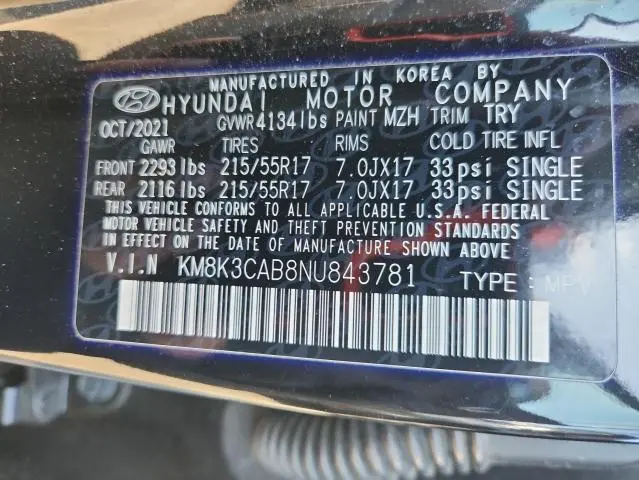 MANUFACTURED IN KOREA BY
HYUNDAI MOTOR COMPANY
OCT/2021 GVWR 4134lbs PAINT MZH TRIM TRY
GAWR TIRES RIMS COLD TIRE INFL
FRONT 2293lbs 215/55R17 7.0JX17 33psi SINGLE
REAR 2116lbs 215/55R17 7.0JX17 33psi SINGLE
THIS VEHICLE CONFORMS TO ALL APPLICABLE U.S.A. FEDERAL
MOTOR VEHICLE SAFETY AND THEFT PREVENTION STANDARDS
IN EFFECT ON THE DATE OF MANUFACTURE SHOWN ABOVE.
V.I.N KM8K3CAB8NU843781 TYPE : MPV